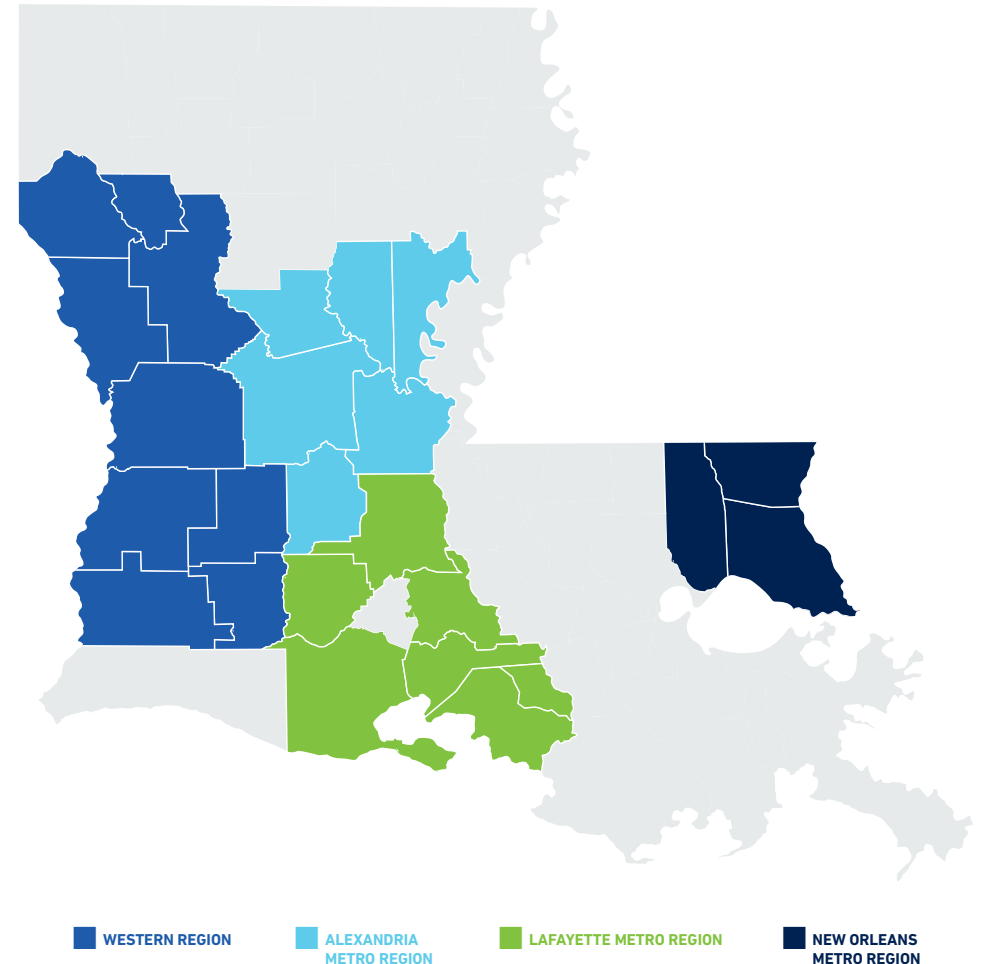 WESTERN REGION
ALEXANDRIA
METRO REGION
LAFAYETTE METRO REGION
NEW ORLEANS
METRO REGION